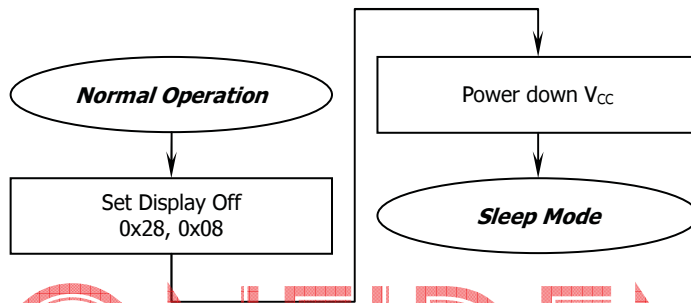 Normal Operation
Set Display Off
0x28, 0x08
Power down VCC
Sleep Mode